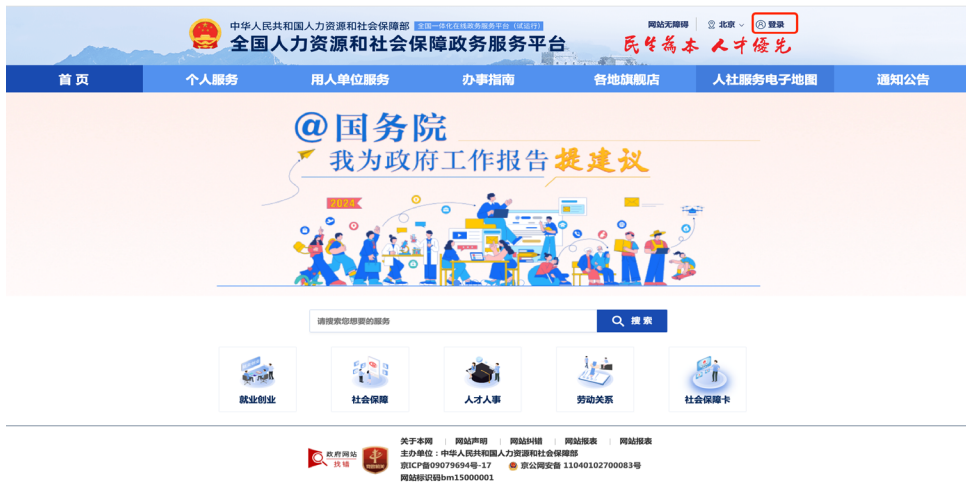 中华人民共和国人力资源和社会保障部 全国一体化在线政务服务平台（试运行）
全国人力资源和社会保障政务服务平台
网站无障碍 北京 登录
民生为本 人才优先
首页 个人服务 用人单位服务 办事指南 各地旗舰店 人社服务电子地图 通知公告
@国务院
我为政府工作报告提建议
2024
请搜索您想要的服务 搜索
就业创业 社会保障 人才人事 劳动关系 社会保障卡
关于本网 网站声明 网站纠错 网站报表 网站报表
政府网站 找错
主办单位：中华人民共和国人力资源和社会保障部
京ICP备09079694号-17 京公网安备 11040102700083号
网站标识码bm15000001